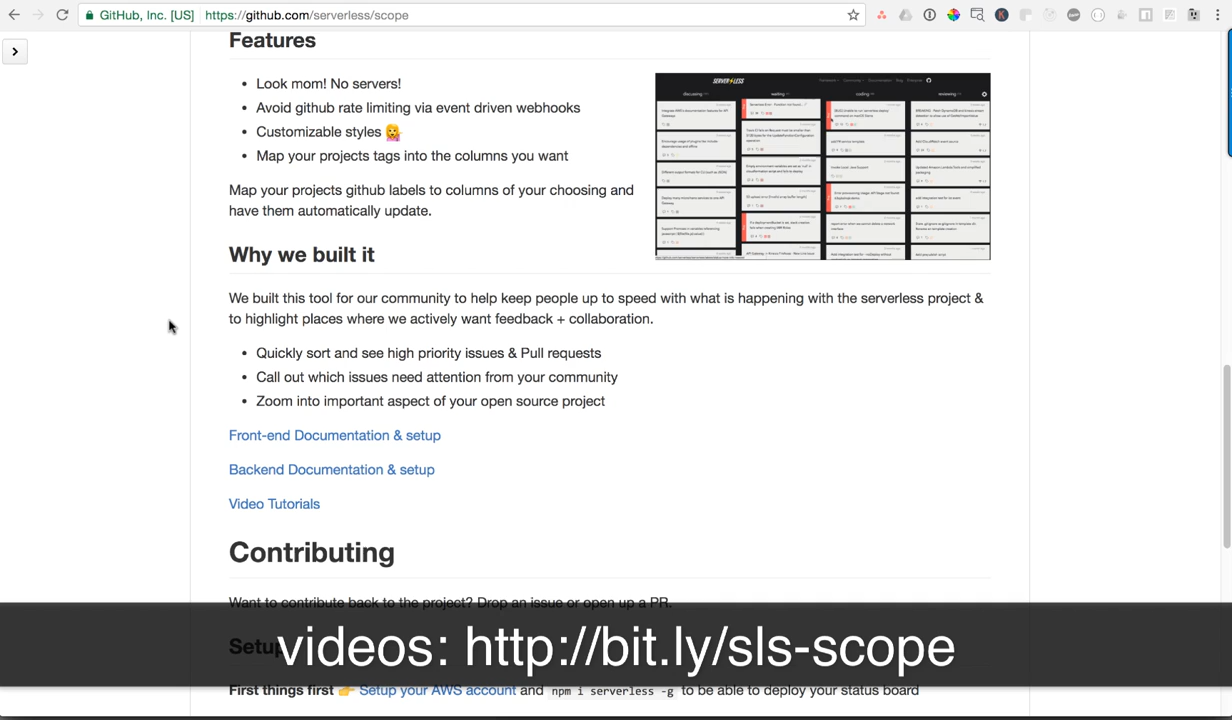 GitHub, Inc. [US]
https://github.com/serverless/scope
Features
Look mom! No servers!
Avoid github rate limiting via event driven webhooks
Customizable styles 💁
Map your projects tags into the columns you want
Map your projects github labels to columns of your choosing and
have them automatically update.
SERVERLESS
discussing
waiting
coding
reviewing
Why we built it
We built this tool for our community to help keep people up to speed with what is happening with the serverless project &
to highlight places where we actively want feedback + collaboration.
Quickly sort and see high priority issues & Pull requests
Call out which issues need attention from your community
Zoom into important aspect of your open source project
Front-end Documentation & setup
Backend Documentation & setup
Video Tutorials
Contributing
Want to contribute back to the project? Drop an issue or open up a PR.
Setup
videos: http://bit.ly/sls-scope
First things first 👉 Setup your AWS account and npm i serverless -g to be able to deploy your status board